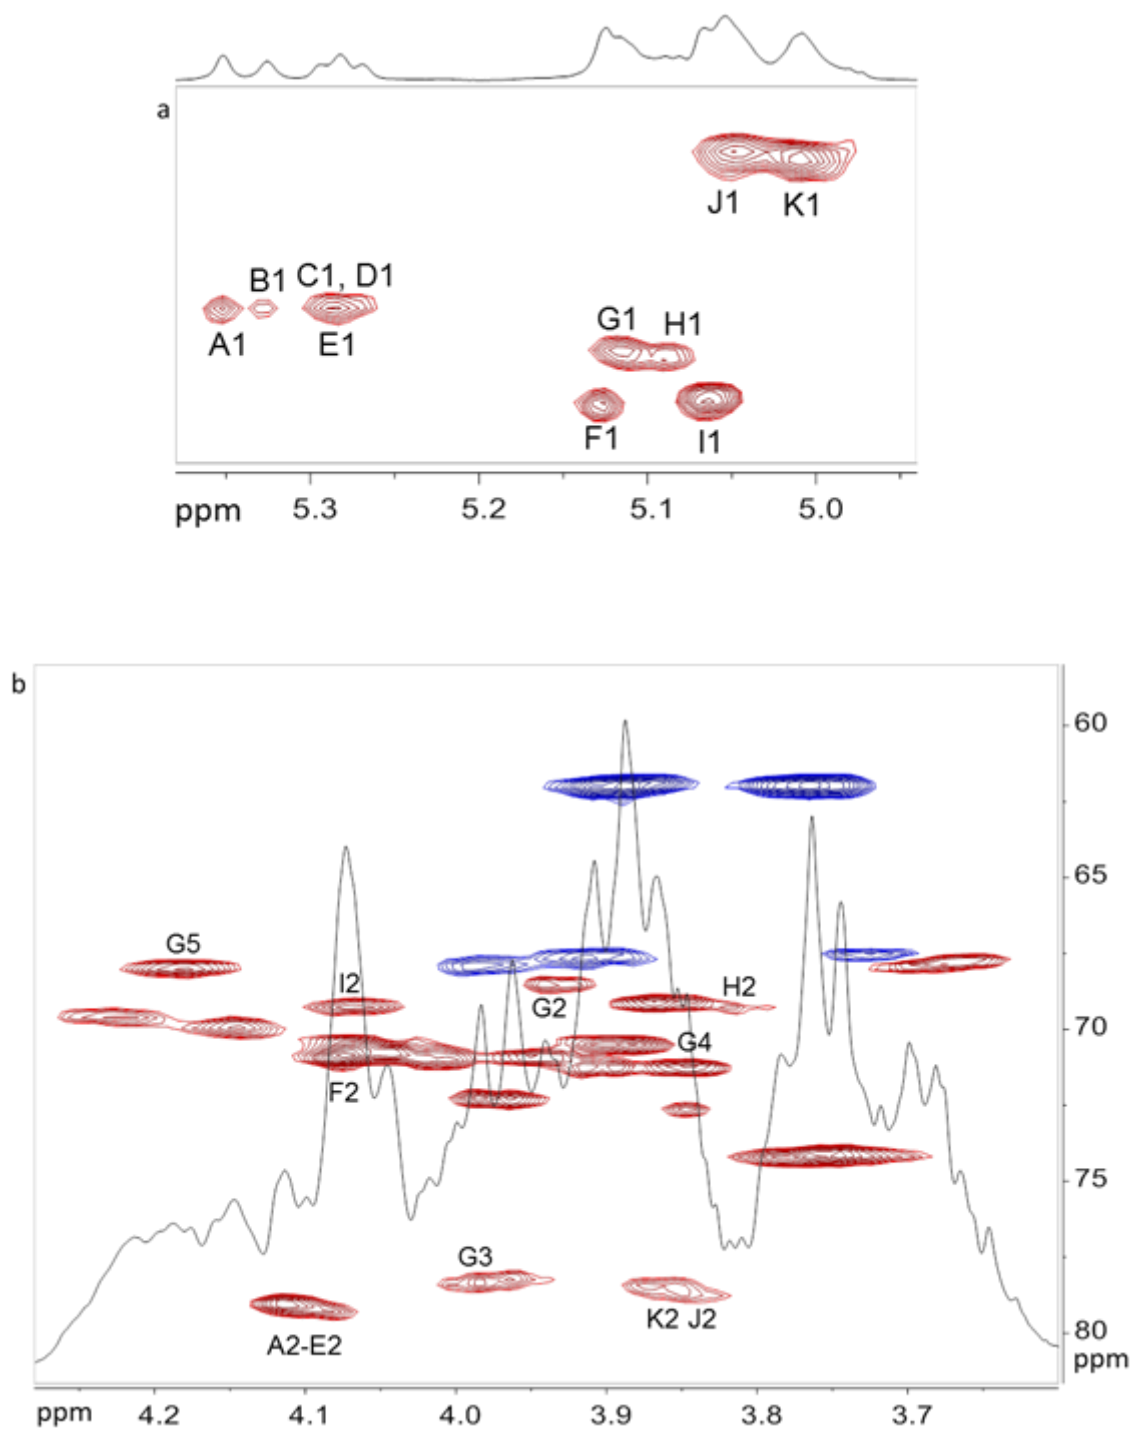 a
J1 K1
B1 C1, D1
A1 E1
G1 H1
F1 I1
ppm 5.3 5.2 5.1 5.0
b
60
65
G5
I2 G2 H2
70
G4
F2
75
G3
K2 J2
A2-E2
80
ppm
ppm 4.2 4.1 4.0 3.9 3.8 3.7